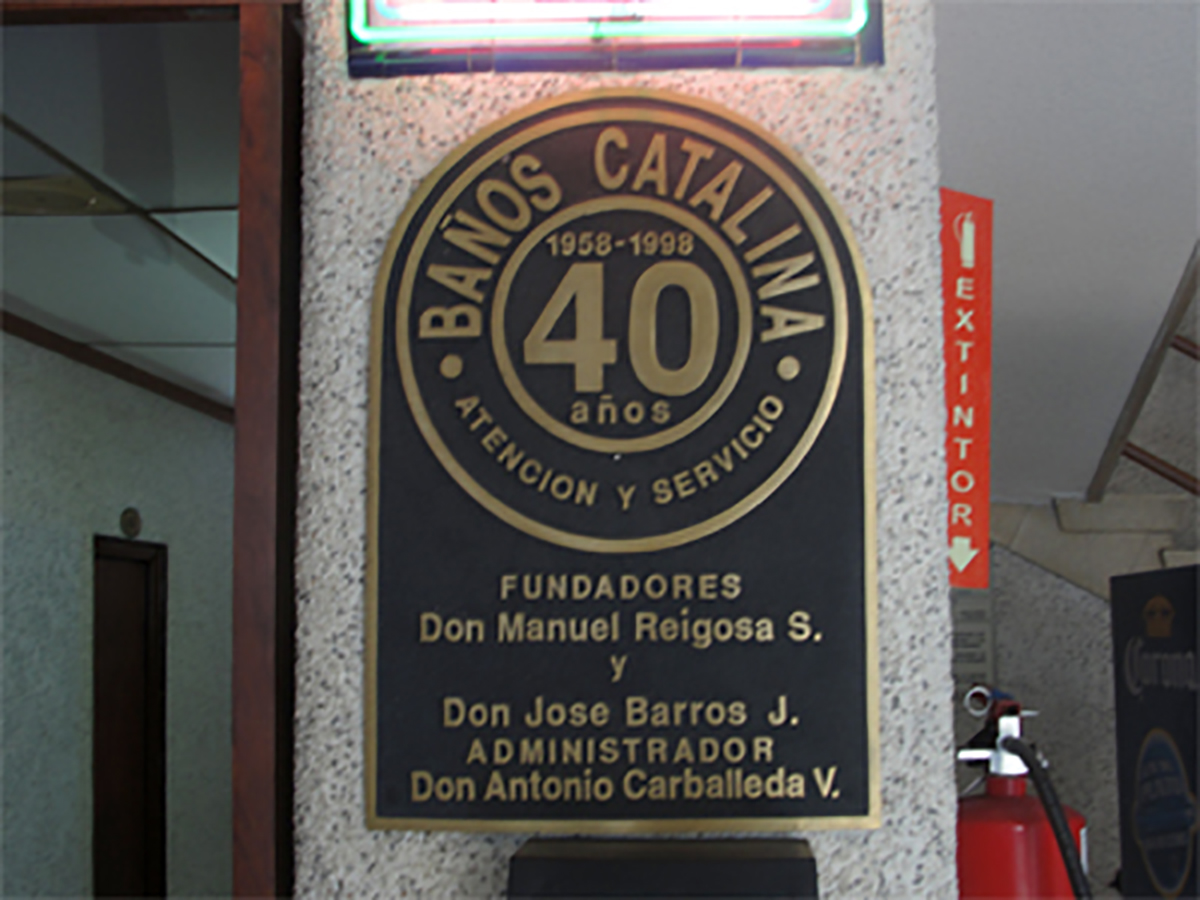 BAÑOS CATALINA
1958-1998
40
años
ATENCION Y SERVICIO
FUNDADORES
Don Manuel Reígosa S.
y
Don Jose Barros J.
ADMINISTRADOR
Don Antonio Carballeda V.
EXTINTOR
Corona